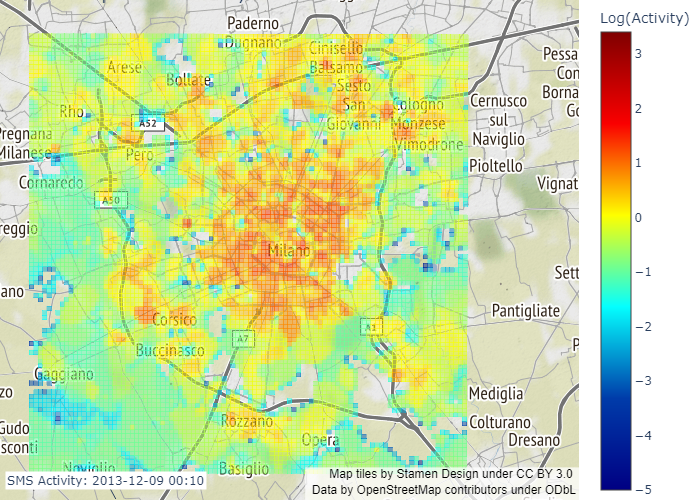 Log(Activity)
3
2
1
0
−1
−2
−3
−4
−5
Paderno
Dugnano
Cinisello
Balsamo
Arese
Bollate
Sesto
San
Giovanni
Cologno
Monzese
Vimodrone
Pessa
Con
Borna
Go
Cernusco
sul
Naviglio
Rho
A52
Pregnana
Milanese
Pero
Pioltello
Cornaredo
A50
Vignat
reggio
Milano
Sett
ano
Corsico
A7
A1
Pantigliate
P
Buccinasco
Gaggiano
zo
Mediglia
Rozzano
Colturano
Gudo
sconti
Opera
Dresano
Noviglio
Basiglio
SMS Activity: 2013-12-09 00:10
Map tiles by Stamen Design under CC BY 3.0
Data by OpenStreetMap contributors under ODbL